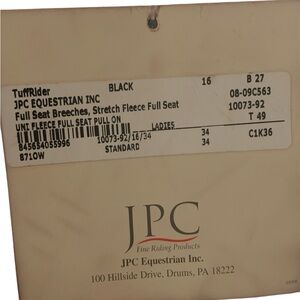 TuffRider BLACK 16 B 27
JPC EQUESTRIAN INC 08-09C563
Full Seat Breeches, Stretch Fleece Full Seat 10073-92
UNI FLEECE FULL SEAT PULL ON LADIES T 49
10073-92/16/34 34 C1K36
845654055996 STANDARD 34
8710W
JPC
Fine Riding Products
JPC Equestrian Inc.
100 Hillside Drive, Drums, PA 18222